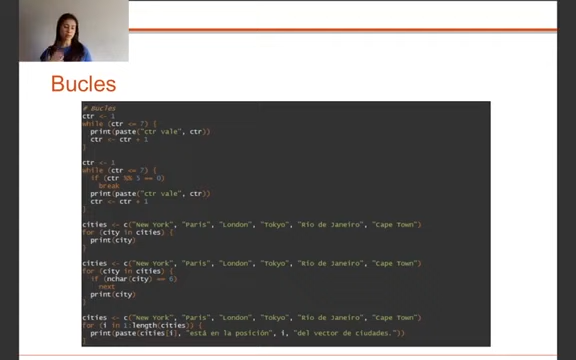 Bucles
# Bucles
ctr <- 1
while (ctr <= 7) {
print(paste("ctr vale", ctr))
ctr <- ctr + 1
}
ctr <- 1
while (ctr <= 7) {
if (ctr %% 5 == 0)
break
print(paste("ctr vale", ctr))
ctr <- ctr + 1
}
cities <- c("New York", "Paris", "London", "Tokyo", "Rio de Janeiro", "Cape Town")
for (city in cities) {
print(city)
}
cities <- c("New York", "Paris", "London", "Tokyo", "Rio de Janeiro", "Cape Town")
for (city in cities) {
if (nchar(city) == 6)
next
print(city)
}
cities <- c("New York", "Paris", "London", "Tokyo", "Rio de Janeiro", "Cape Town")
for (i in 1:length(cities)) {
print(paste(cities[i], "está en la posición", i, "del vector de ciudades."))
}